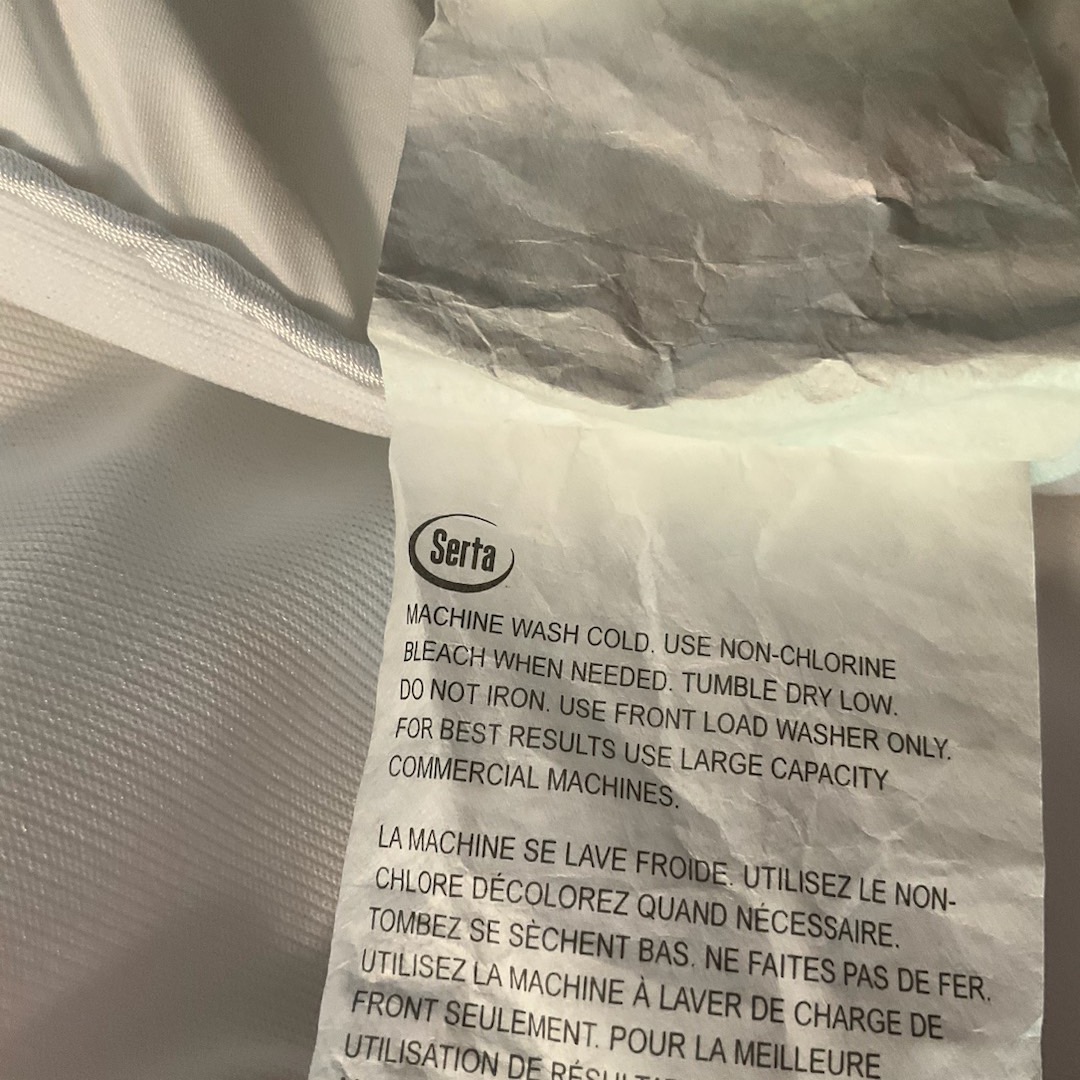 Serta
MACHINE WASH COLD. USE NON-CHLORINE
BLEACH WHEN NEEDED. TUMBLE DRY LOW.
DO NOT IRON. USE FRONT LOAD WASHER ONLY.
FOR BEST RESULTS USE LARGE CAPACITY
COMMERCIAL MACHINES.
LA MACHINE SE LAVE FROIDE. UTILISEZ LE NON-
CHLORE DÉCOLOREZ QUAND NÉCESSAIRE.
TOMBEZ SE SÈCHENT BAS. NE FAITES PAS DE FER.
UTILISEZ LA MACHINE À LAVER DE CHARGE DE
FRONT SEULEMENT. POUR LA MEILLEURE
UTILISATION DE